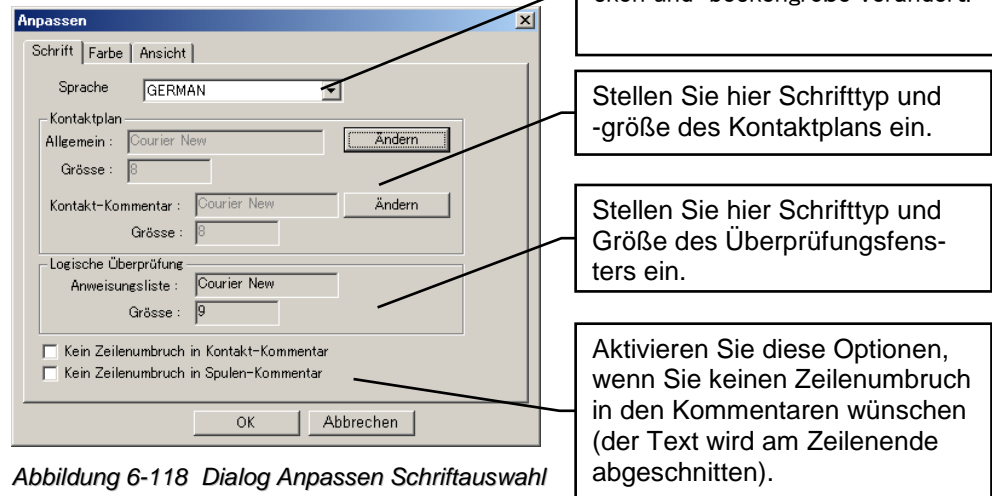 Anpassen
Schrift Farbe Ansicht
Sprache GERMAN
Kontaktplan
Allgemein : Courier New Ändern
Grösse : 8
Kontakt-Kommentar : Courier New Ändern
Grösse : 8
Logische Überprüfung
Anweisungsliste : Courier New
Grösse : 9
Kein Zeilenumbruch in Kontakt-Kommentar
Kein Zeilenumbruch in Spulen-Kommentar
OK Abbrechen
Abbildung 6-118 Dialog Anpassen Schriftauswahl
Stellen Sie hier Schrifttyp und
-größe des Kontaktplans ein.
Stellen Sie hier Schrifttyp und
Größe des Überprüfungsfens-
ters ein.
Aktivieren Sie diese Optionen,
wenn Sie keinen Zeilenumbruch
in den Kommentaren wünschen
(der Text wird am Zeilenende
abgeschnitten).